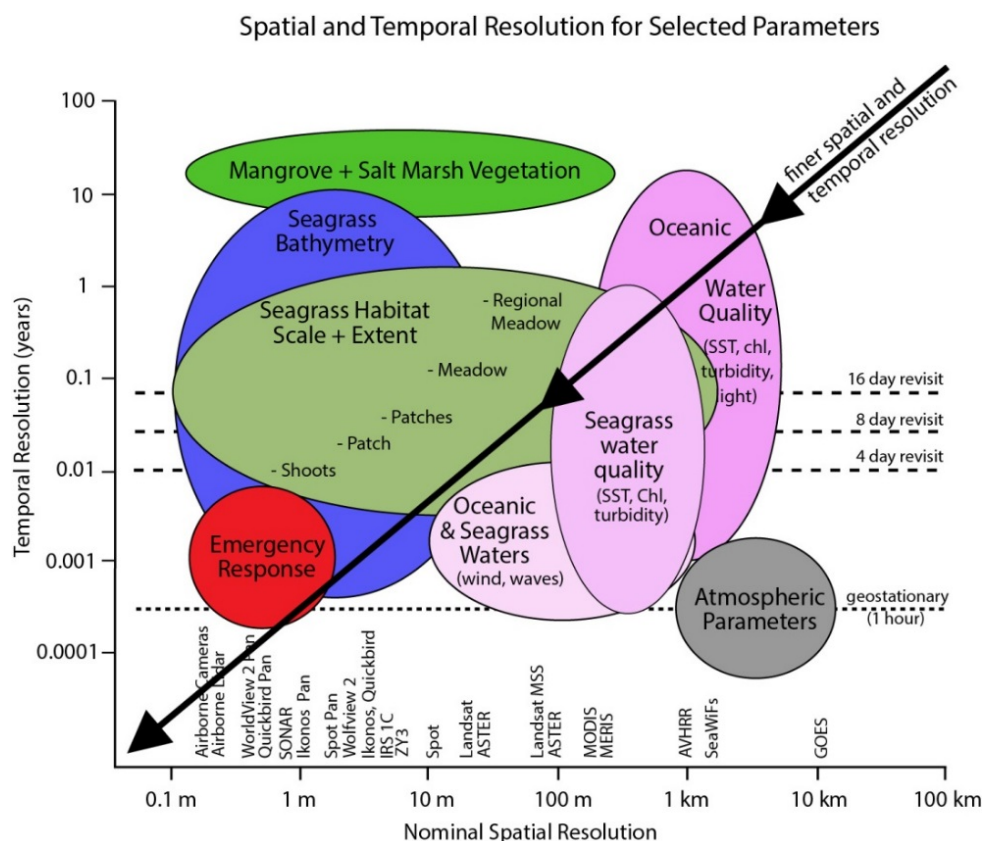 Spatial and Temporal Resolution for Selected Parameters
finer spatial and
temporal resolution
Temporal Resolution (years)
100
10
1
0.1
0.01
0.001
0.0001
Mangrove + Salt Marsh Vegetation
Seagrass
Bathymetry
Oceanic
Water
Quality
(SST, chl,
turbidity,
light)
Seagrass Habitat
Scale + Extent
- Regional
Meadow
- Meadow
- Patches
- Patch
- Shoots
16 day revisit
8 day revisit
4 day revisit
Seagrass
water
quality
(SST, Chl,
turbidity)
Oceanic
& Seagrass
Waters
(wind, waves)
Emergency
Response
Atmospheric
Parameters
geostationary
(1 hour)
Airborne Cameras
Airborne Lidar
WorldView 2 Pan
Quickbird Pan
SONAR
Ikonos Pan
Spot Pan
Wolfview 2
Ikonos, Quickbird
IRS 1C
ZY3
Spot
Landsat
ASTER
Landsat MSS
ASTER
MODIS
MERIS
AVHRR
SeaWiFs
GOES
0.1 m
1 m
10 m
100 m
1 km
10 km
100 km
Nominal Spatial Resolution